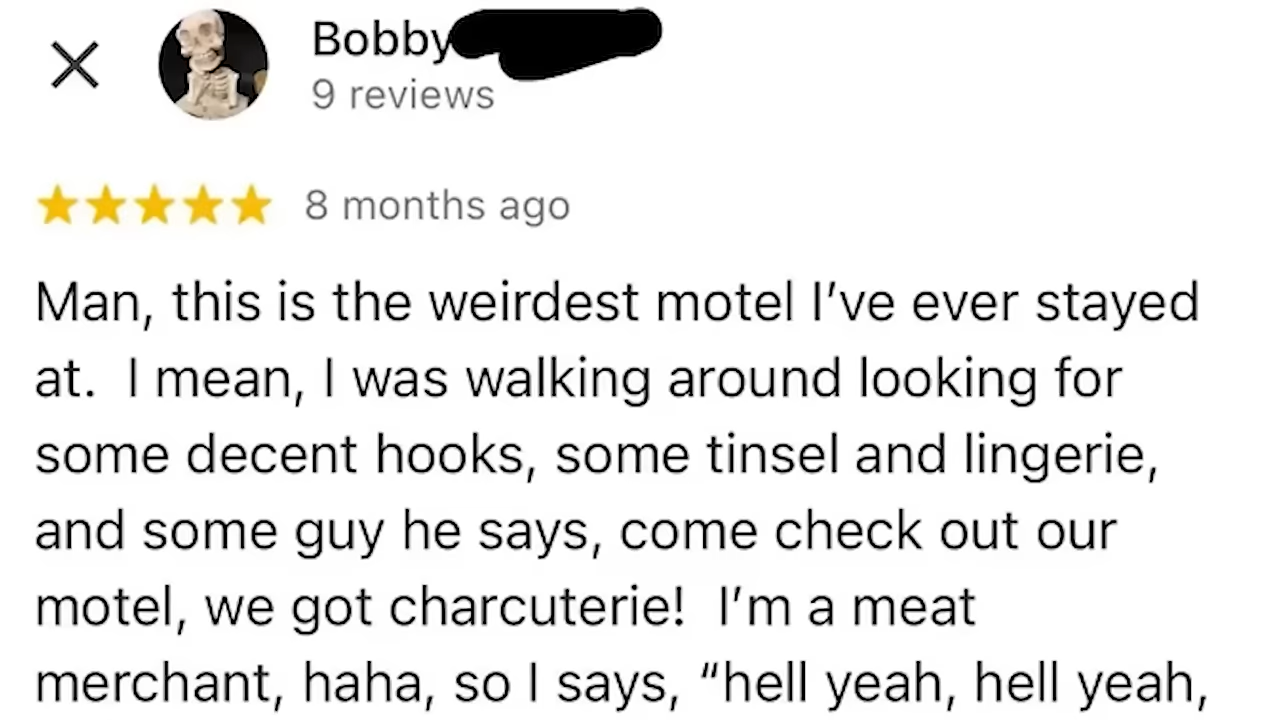 Bobby
9 reviews
8 months ago
Man, this is the weirdest motel I’ve ever stayed
at.  I mean, I was walking around looking for
some decent hooks, some tinsel and lingerie,
and some guy he says, come check out our
motel, we got charcuterie!  I’m a meat
merchant, haha, so I says, “hell yeah, hell yeah,